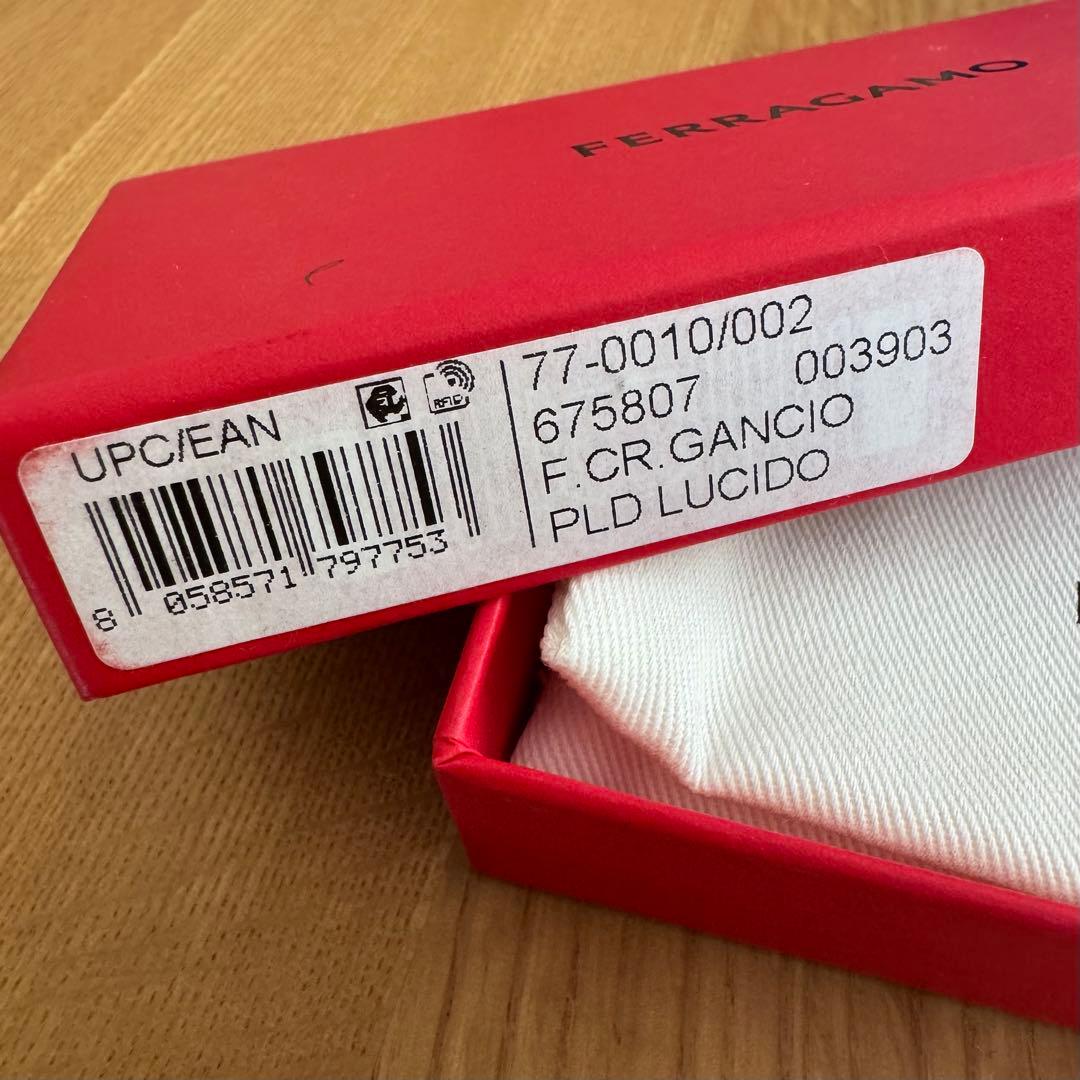 FERRAGAMO
UPC/EAN
RFID
8 058571 797753
77-0010/002
675807 003903
F.CR.GANCIO
PLD LUCIDO